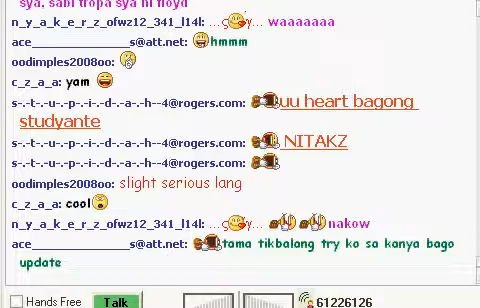 sya, sabi tropa sya ni floyd
n_y_a_k_e_r_z_ofwz12_341_l14l: ...ς γ... waaaaaaa
ace______________s@att.net: hmmm
oodimples2008oo:
c_z_a_a: yam
s-.-t.-u.-.p.-i.-d.-.a-.-h--4@rogers.com: uu heart bagong
studyante
s-.-t.-u.-.p.-i.-d.-.a-.-h--4@rogers.com: NITAKZ
s-.-t.-u.-.p.-i.-d.-.a-.-h--4@rogers.com:
oodimples2008oo: slight serious lang
c_z_a_a: cool
n_y_a_k_e_r_z_ofwz12_341_l14l: ...ς γ... nakow
ace______________s@att.net: tama tikbalang try ko sa kanya bago
update
Hands Free Talk 61226126